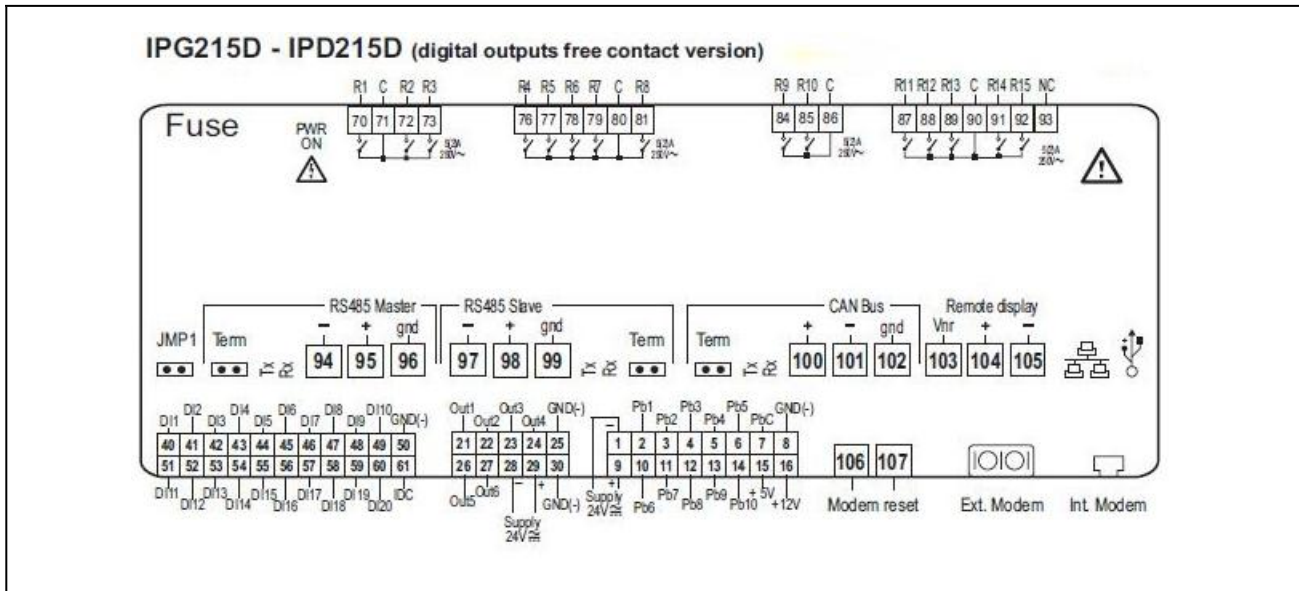 IPG215D - IPD215D (digital outputs free contact version)
R1 C R2 R3 R4 R5 R6 R7 C R8 R9 R10 C R11 R12 R13 C R14 R15 NC
Fuse
PWR
ON
70 71 72 73 76 77 78 79 80 81 84 85 86 87 88 89 90 91 92 93
RS485 Master RS485 Slave CAN Bus Remote display
JMP1 Term - + gnd - + gnd Term Term + - gnd Vnr + -
Tx Rx 94 95 96 97 98 99 Tx Rx Tx Rx 100 101 102 103 104 105
DI1 DI2 DI3 DI4 DI5 DI6 DI7 DI8 DI9 DI10 GND(-) Out1 Out2 Out3 Out4 GND(-) - Pb1 Pb2 Pb3 Pb4 Pb5 PbC GND(-)
40 41 42 43 44 45 46 47 48 49 50 21 22 23 24 25 1 2 3 4 5 6 7 8
51 52 53 54 55 56 57 58 59 60 61 26 27 28 29 30 9 10 11 12 13 14 15 16
106 107 |O|O|
DI11 DI12 DI13 DI14 DI15 DI16 DI17 DI18 DI19 DI20 IDC Out5 Out6 - + GND(-) + Pb6 Pb7 Pb8 Pb9 Pb10 + 5V +12V
Supply
24V
Supply
24V
Modem reset Ext. Modem Int. Modem